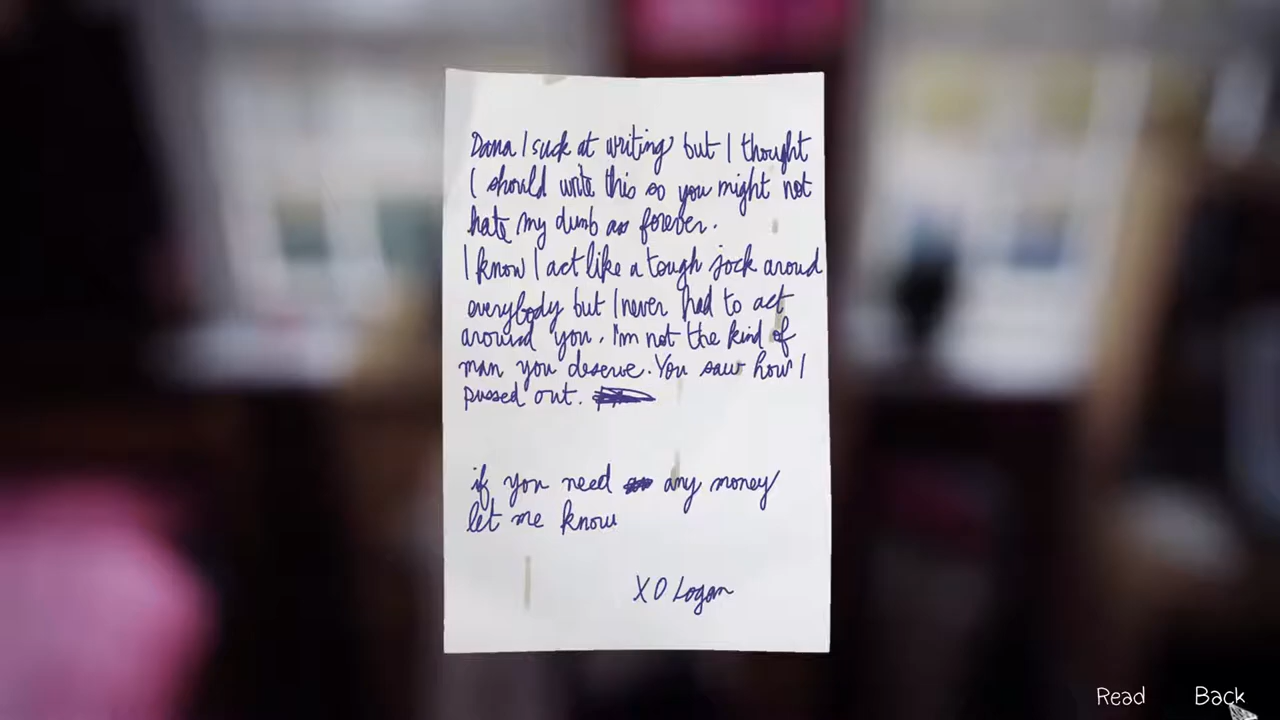 Dana I suck at writing but I thought
I should write this so you might not
hate my dumb ass forever.
I know I act like a tough jock aroud
everybody but I never had to act
around you. I'm not the kind of
man you deserve. You saw how I
pussed out.
if you need any money
let me know
XO Logan
Read Back